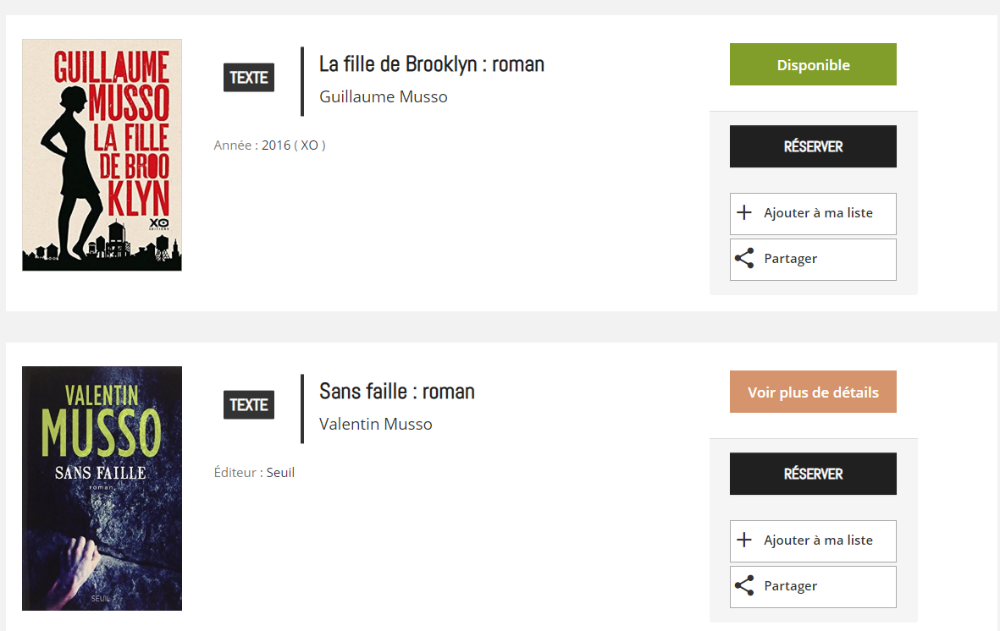 GUILLAUME
MUSSO
LA FILLE
DE BROO
KLYN
XO
EDITIONS
TEXTE
La fille de Brooklyn : roman
Guillaume Musso
Année : 2016 ( XO )
Disponible
RÉSERVER
Ajouter à ma liste
Partager
VALENTIN
MUSSO
SANS FAILLE
roman
SEUIL
TEXTE
Sans faille : roman
Valentin Musso
Éditeur : Seuil
Voir plus de détails
RÉSERVER
Ajouter à ma liste
Partager